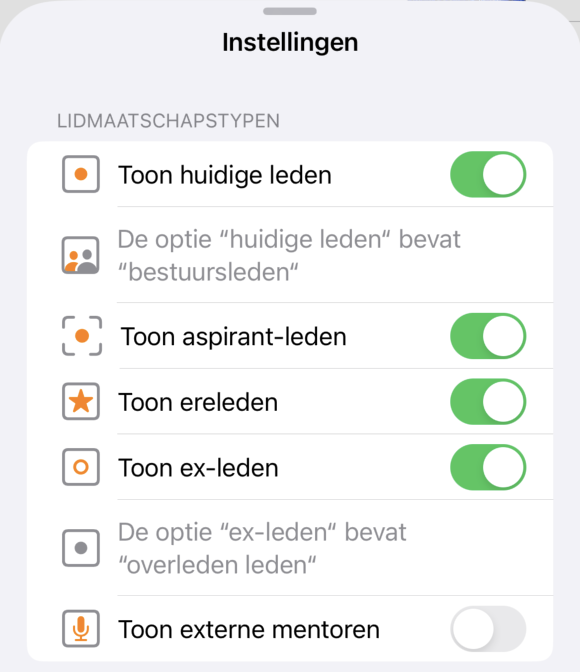 Instellingen
LIDMAATSCHAPSTYPEN
Toon huidige leden
De optie “huidige leden“ bevat
“bestuursleden“
Toon aspirant-leden
Toon ereleden
Toon ex-leden
De optie “ex-leden“ bevat
“overleden leden“
Toon externe mentoren